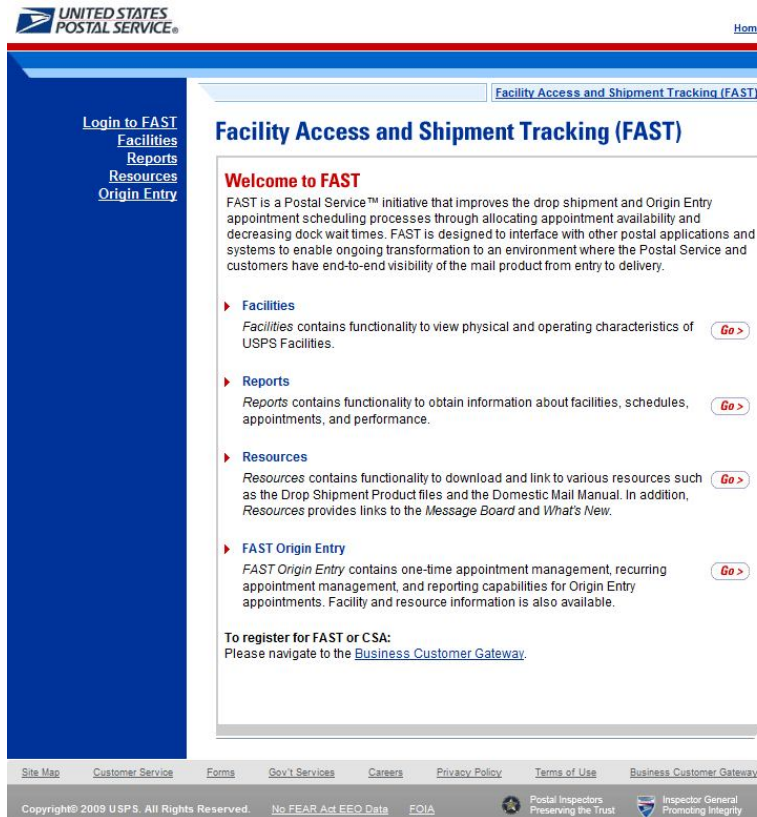 UNITED STATES
POSTAL SERVICE®
Hom
Facility Access and Shipment Tracking (FAST)
Login to FAST
Facilities
Reports
Resources
Origin Entry
Facility Access and Shipment Tracking (FAST)
Welcome to FAST
FAST is a Postal Service™ initiative that improves the drop shipment and Origin Entry
appointment scheduling processes through allocating appointment availability and
decreasing dock wait times. FAST is designed to interface with other postal applications and
systems to enable ongoing transformation to an environment where the Postal Service and
customers have end-to-end visibility of the mail product from entry to delivery.
Facilities
Facilities contains functionality to view physical and operating characteristics of
USPS Facilities.
Go >
Reports
Reports contains functionality to obtain information about facilities, schedules,
appointments, and performance.
Go >
Resources
Resources contains functionality to download and link to various resources such
as the Drop Shipment Product files and the Domestic Mail Manual. In addition,
Resources provides links to the Message Board and What's New.
Go >
FAST Origin Entry
FAST Origin Entry contains one-time appointment management, recurring
appointment management, and reporting capabilities for Origin Entry
appointments. Facility and resource information is also available.
Go >
To register for FAST or CSA:
Please navigate to the Business Customer Gateway.
Site Map Customer Service Forms Gov't Services Careers Privacy Policy Terms of Use Business Customer Gateway
Copyright© 2009 USPS. All Rights Reserved. No FEAR Act EEO Data FOIA
Postal Inspectors
Preserving the Trust
Inspector General
Promoting Integrity